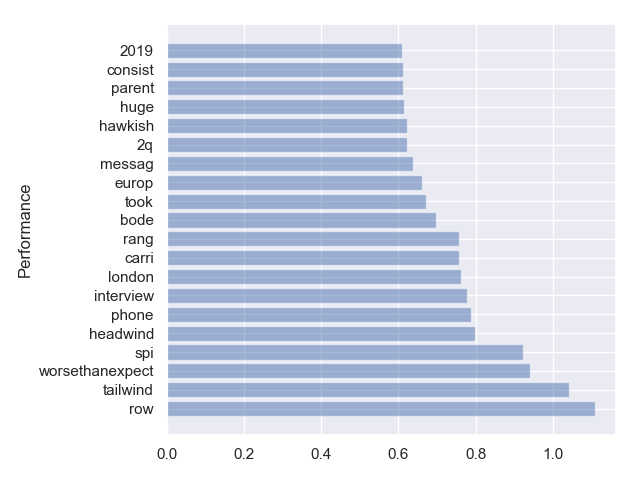 2019
consist
parent
huge
hawkish
2q
messag
europ
took
bode
rang
carri
london
interview
phone
headwind
spi
worsethanexpect
tailwind
row
Performance
0.0 0.2 0.4 0.6 0.8 1.0